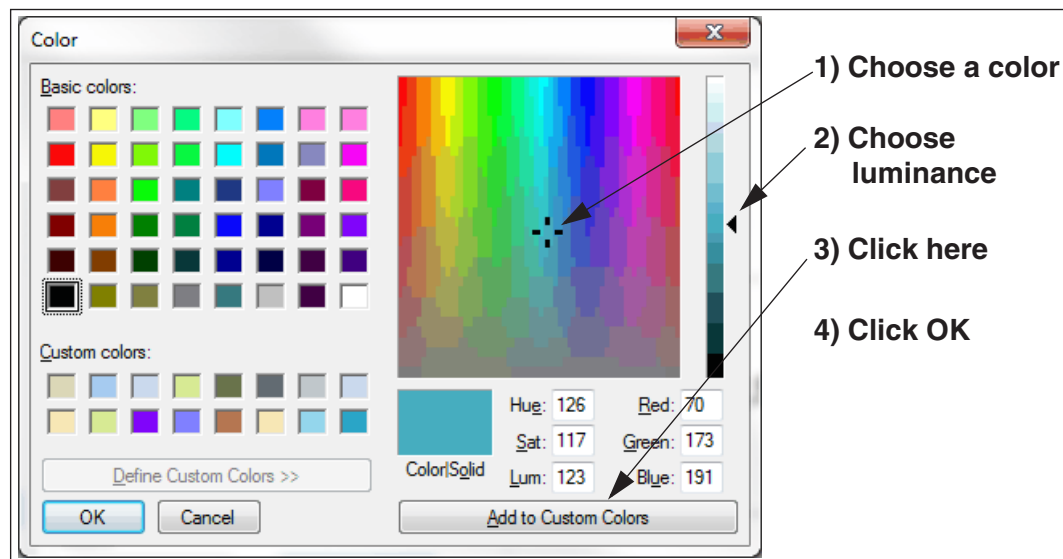 Color
x
Basic colors:
Custom colors:
Define Custom Colors >>
OK
Cancel
Color|Solid
Hue: 126
Sat: 117
Lum: 123
Red: 70
Green: 173
Blue: 191
Add to Custom Colors
1) Choose a color
2) Choose
luminance
3) Click here
4) Click OK